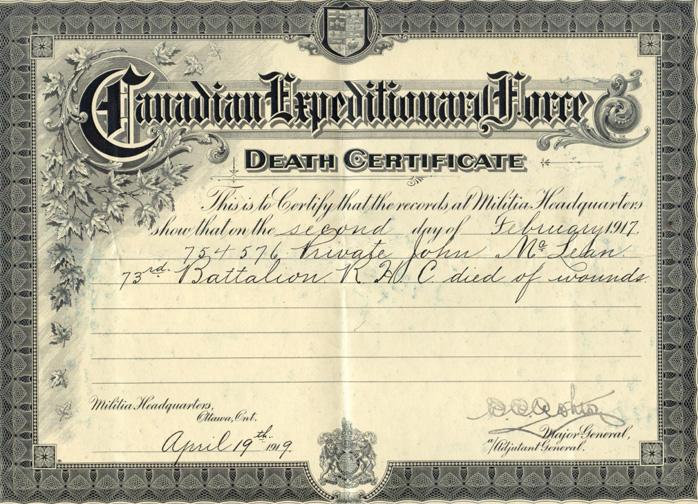 Canadian Expeditionary Force
DEATH CERTIFICATE
This is to Certify that the records at Militia Headquarters
show that on the second day of February 1917.
754576 Private John McLean
73rd Battalion. R H C died of wounds.
Militia Headquarters,
Ottawa, Ont.
April 19th 1919.
Major General,
Adjutant General.